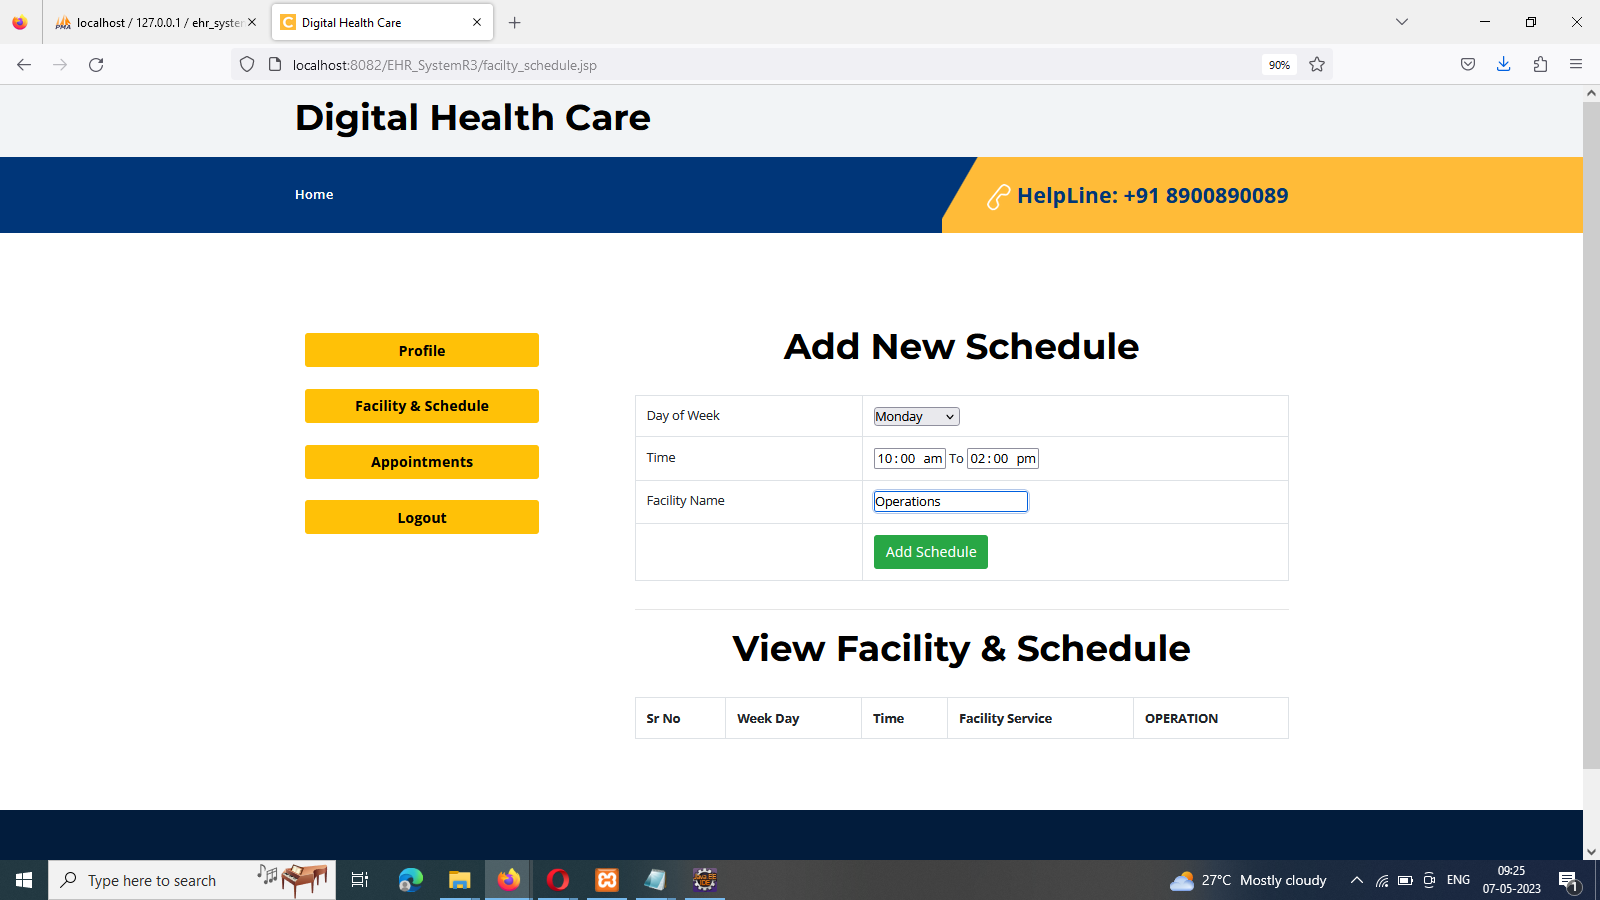 localhost / 127.0.0.1 / ehr_syste
Digital Health Care
localhost:8082/EHR_SystemR3/facilty_schedule.jsp
90%
Digital Health Care
Home
HelpLine: +91 8900890089
Profile
Facility & Schedule
Appointments
Logout
Add New Schedule
Day of Week Monday
Time 10:00 am To 02:00 pm
Facility Name Operations
Add Schedule
View Facility & Schedule
Sr No Week Day Time Facility Service OPERATION
Type here to search
27°C Mostly cloudy
ENG
09:25
07-05-2023
1